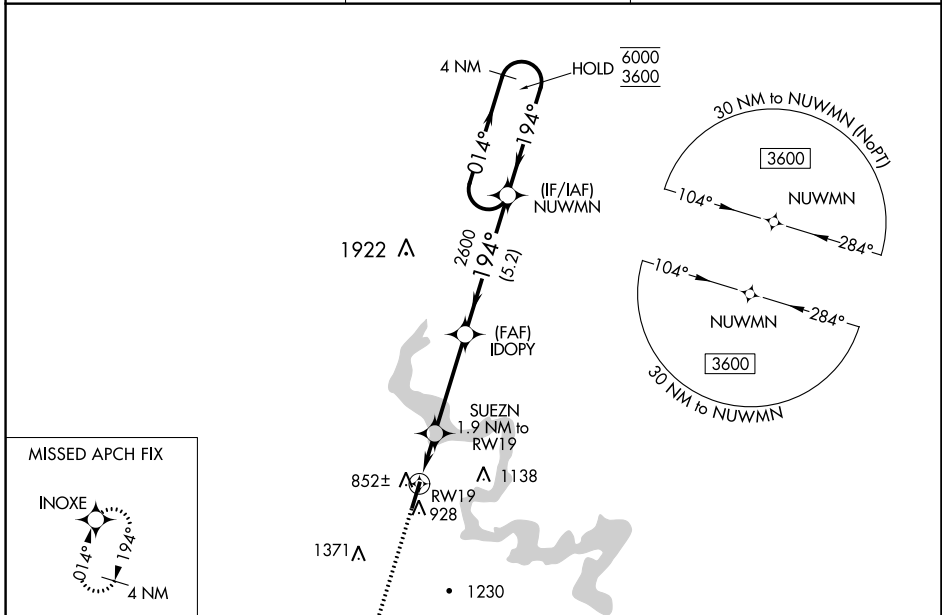 4 NM
HOLD 6000
3600
014°
194°
(IF/IAF)
NUWMN
1922
2600
194°
(5.2)
(FAF)
IDOPY
SUEZN
1.9 NM to
RW19
852±
1138
RW19
928
1371
1230
30 NM to NUWMN (NoPT)
3600
NUWMN
104°
284°
104°
284°
NUWMN
3600
30 NM to NUWMN
MISSED APCH FIX
INOXE
014°
194°
4 NM